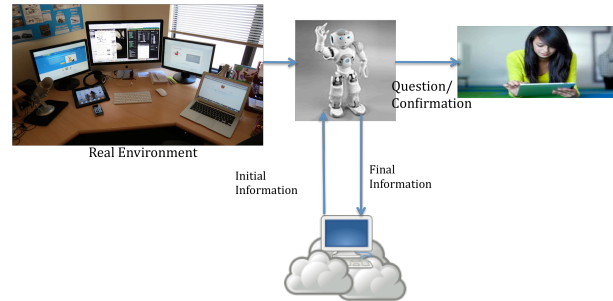 Question/
Confirmation
Real Environment
Initial
Information
Final
Information